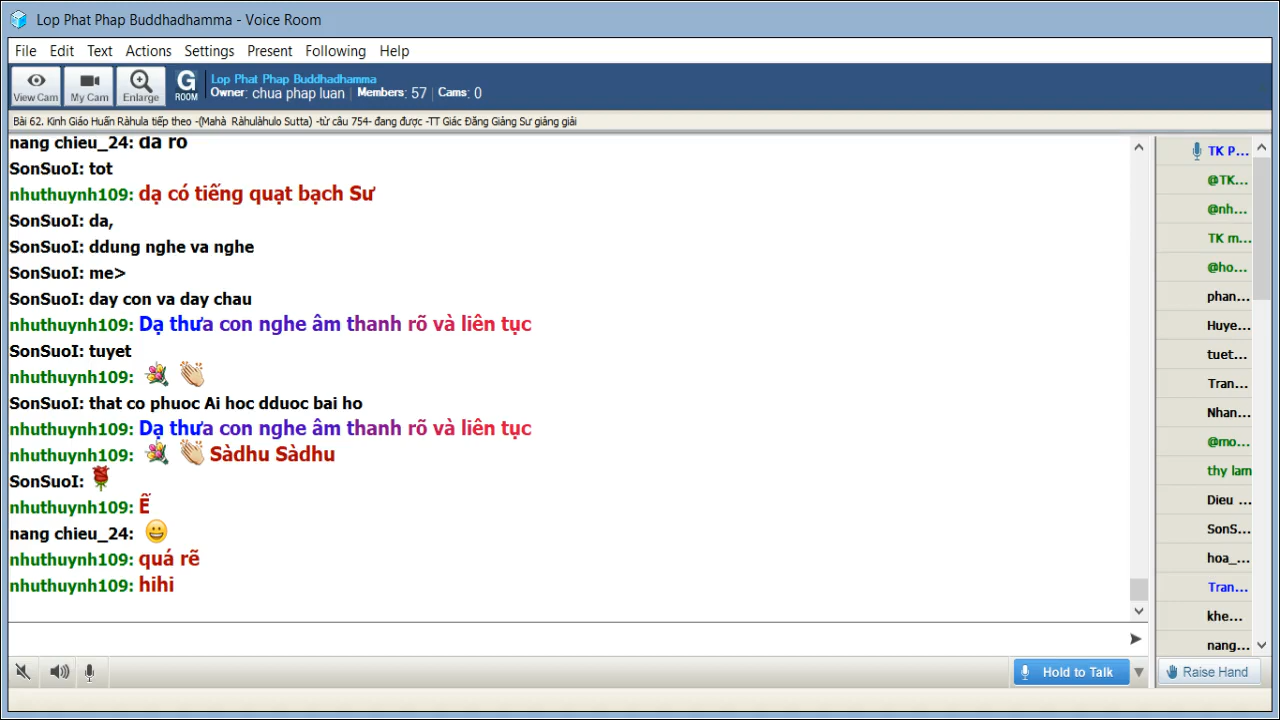 Lop Phat Phap Buddhadhamma - Voice Room
File Edit Text Actions Settings Present Following Help
View Cam My Cam Enlarge G ROOM
Lop Phat Phap Buddhadhamma
Owner: chua phap luan | Members: 57 | Cams: 0
Bài 62. Kinh Giáo Huấn Ràhula tiếp theo -(Mahà Ràhulàhulo Sutta) -từ câu 754- đang được -TT Giác Đăng Giảng Sư giảng giải
nang chieu_24: da ro
SonSuoI: tot
nhuthuynh109: dạ có tiếng quạt bạch Sư
SonSuoI: da,
SonSuoI: ddung nghe va nghe
SonSuoI: me>
SonSuoI: day con va day chau
nhuthuynh109: Dạ thưa con nghe âm thanh rõ và liên tục
SonSuoI: tuyet
nhuthuynh109:
SonSuoI: that co phuoc Ai hoc dduoc bai ho
nhuthuynh109: Dạ thưa con nghe âm thanh rõ và liên tục
nhuthuynh109: Sàdhu Sàdhu
SonSuoI:
nhuthuynh109: Ế
nang chieu_24:
nhuthuynh109: quá rẽ
nhuthuynh109: hihi
TK P...
@TK...
@nh...
TK m...
@ho...
phan...
Huye...
tuet...
Tran...
Nhan...
@mo...
thy lam
Dieu ...
SonS...
hoa_...
Tran...
khe...
nang...
Hold to Talk
Raise Hand